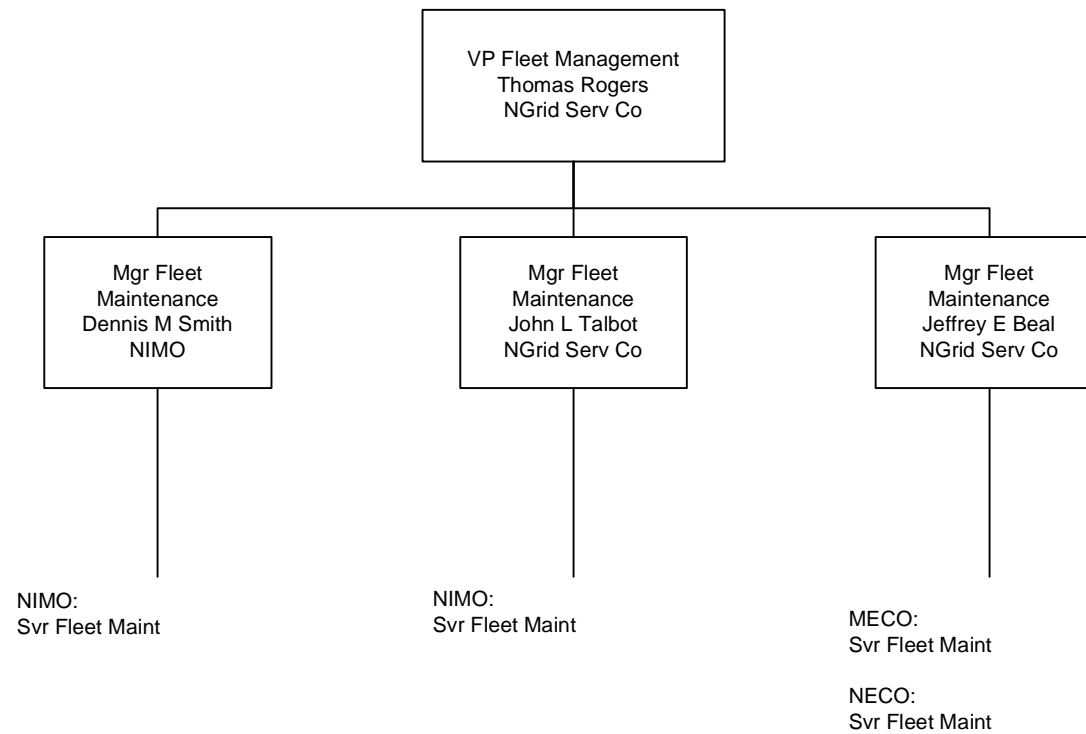 VP Fleet Management
Thomas Rogers
NGrid Serv Co
Mgr Fleet
Maintenance
Dennis M Smith
NIMO
Mgr Fleet
Maintenance
John L Talbot
NGrid Serv Co
Mgr Fleet
Maintenance
Jeffrey E Beal
NGrid Serv Co
NIMO:
Svr Fleet Maint
NIMO:
Svr Fleet Maint
MECO:
Svr Fleet Maint
NECO:
Svr Fleet Maint